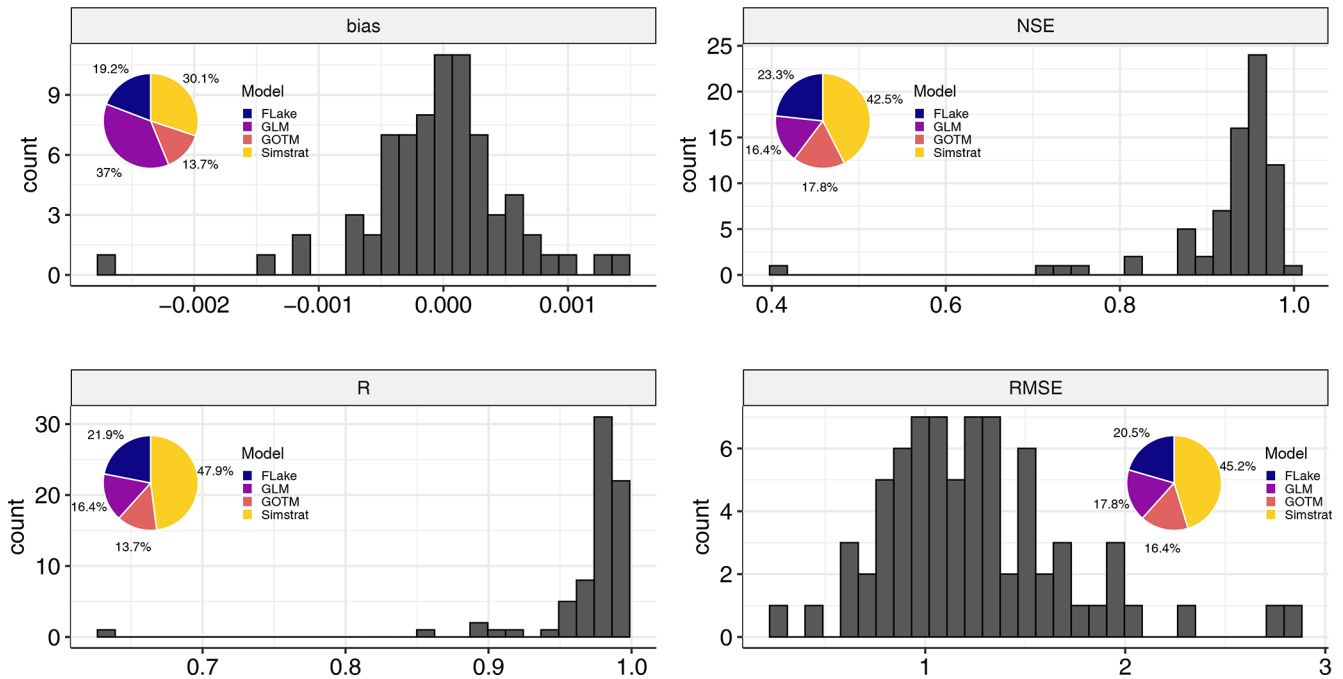 bias
count
9
6
3
0
−0.002
−0.001
0.000
0.001
19.2%
30.1%
37%
13.7%
Model
FLake
GLM
GOTM
Simstrat
NSE
count
25
20
15
10
5
0
0.4
0.6
0.8
1.0
23.3%
42.5%
16.4%
17.8%
Model
FLake
GLM
GOTM
Simstrat
R
count
30
20
10
0
0.7
0.8
0.9
1.0
21.9%
47.9%
16.4%
13.7%
Model
FLake
GLM
GOTM
Simstrat
RMSE
count
6
4
2
0
1
2
3
20.5%
45.2%
17.8%
16.4%
Model
FLake
GLM
GOTM
Simstrat